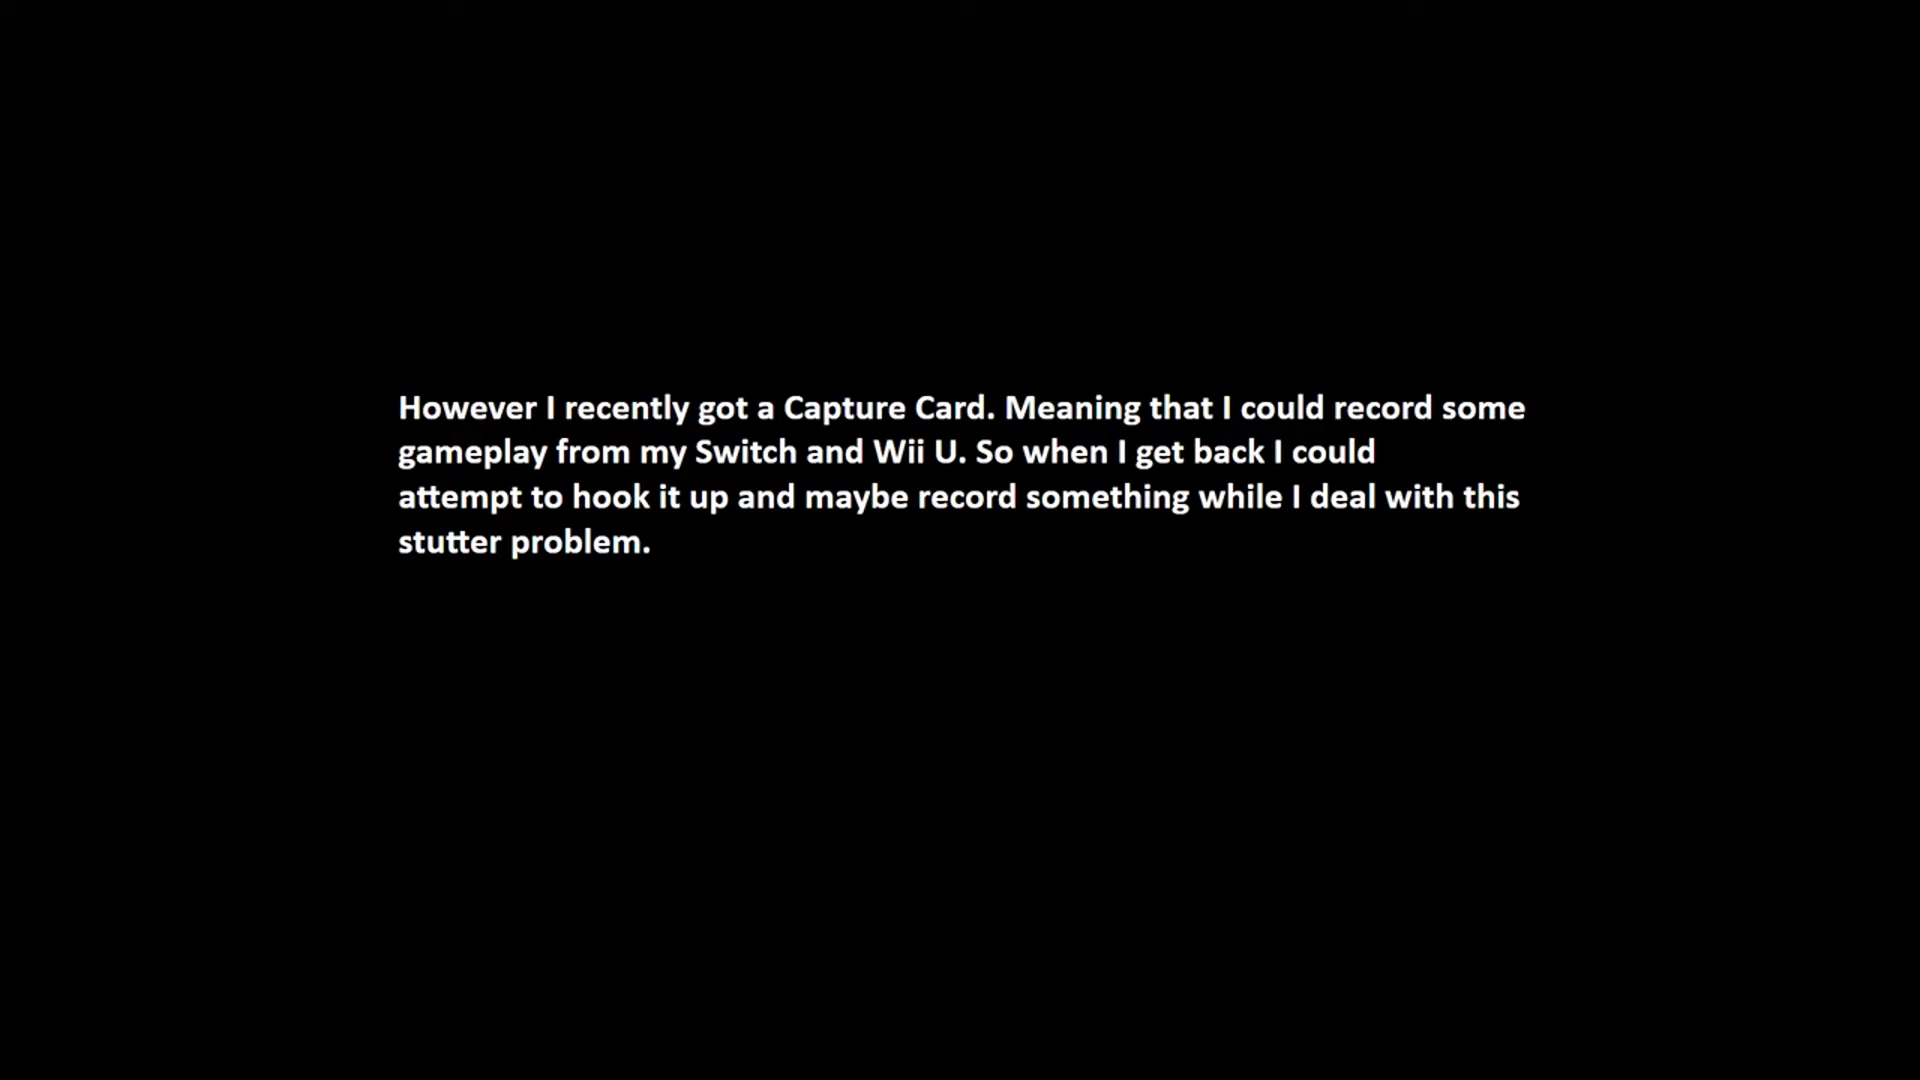 However I recently got a Capture Card. Meaning that I could record some
gameplay from my Switch and Wii U. So when I get back I could
attempt to hook it up and maybe record something while I deal with this
stutter problem.